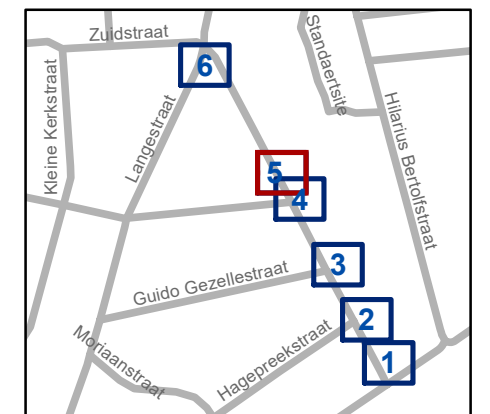 Zuidstraat
Standaertsite
6
Kleine Kerkstraat
Langestraat
Hilarius Bertolfstraat
5
4
3
Guido Gezellestraat
2
Moriaanstraat
Hagepreekstraat
1